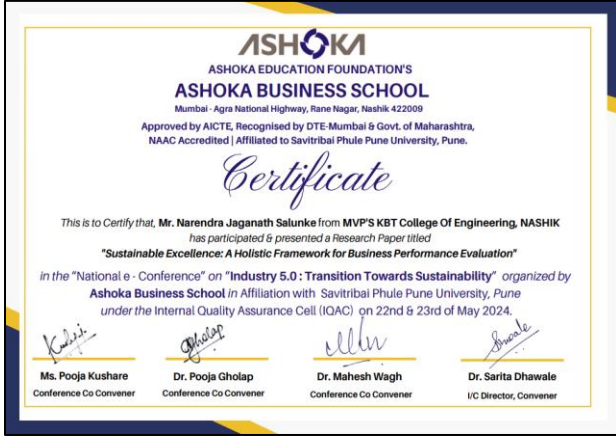 ASHOKA
ASHOKA EDUCATION FOUNDATION'S
ASHOKA BUSINESS SCHOOL
Mumbai - Agra National Highway, Rane Nagar, Nashik 422009
Approved by AICTE, Recognised by DTE-Mumbai & Govt. of Maharashtra,
NAAC Accredited | Affiliated to Savitribai Phule Pune University, Pune.
Certificate
This is to Certify that, Mr. Narendra Jaganath Salunke from MVP'S KBT College Of Engineering, NASHIK
has participated & presented a Research Paper titled
"Sustainable Excellence: A Holistic Framework for Business Performance Evaluation"
in the "National e - Conference" on "Industry 5.0 : Transition Towards Sustainability" organized by
Ashoka Business School in Affiliation with Savitribai Phule Pune University, Pune
under the Internal Quality Assurance Cell (IQAC) on 22nd & 23rd of May 2024.
Ms. Pooja Kushare Dr. Pooja Gholap Dr. Mahesh Wagh Dr. Sarita Dhawale
Conference Co Convener Conference Co Convener Conference Co Convener I/C Director, Convener